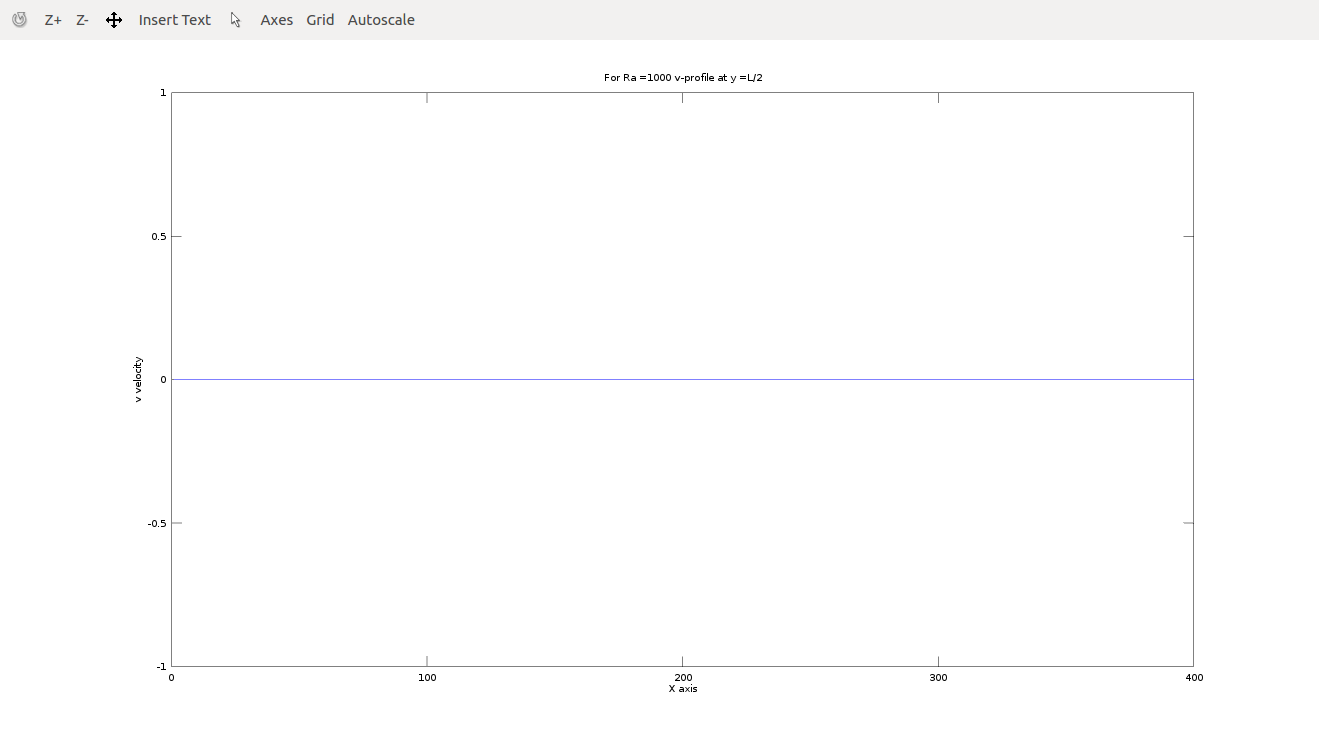 Z+ Z- Insert Text Axes Grid Autoscale
For Ra =1000 v-profile at y =L/2
1
0.5
0
-0.5
-1
v velocity
0 100 200 300 400
X axis